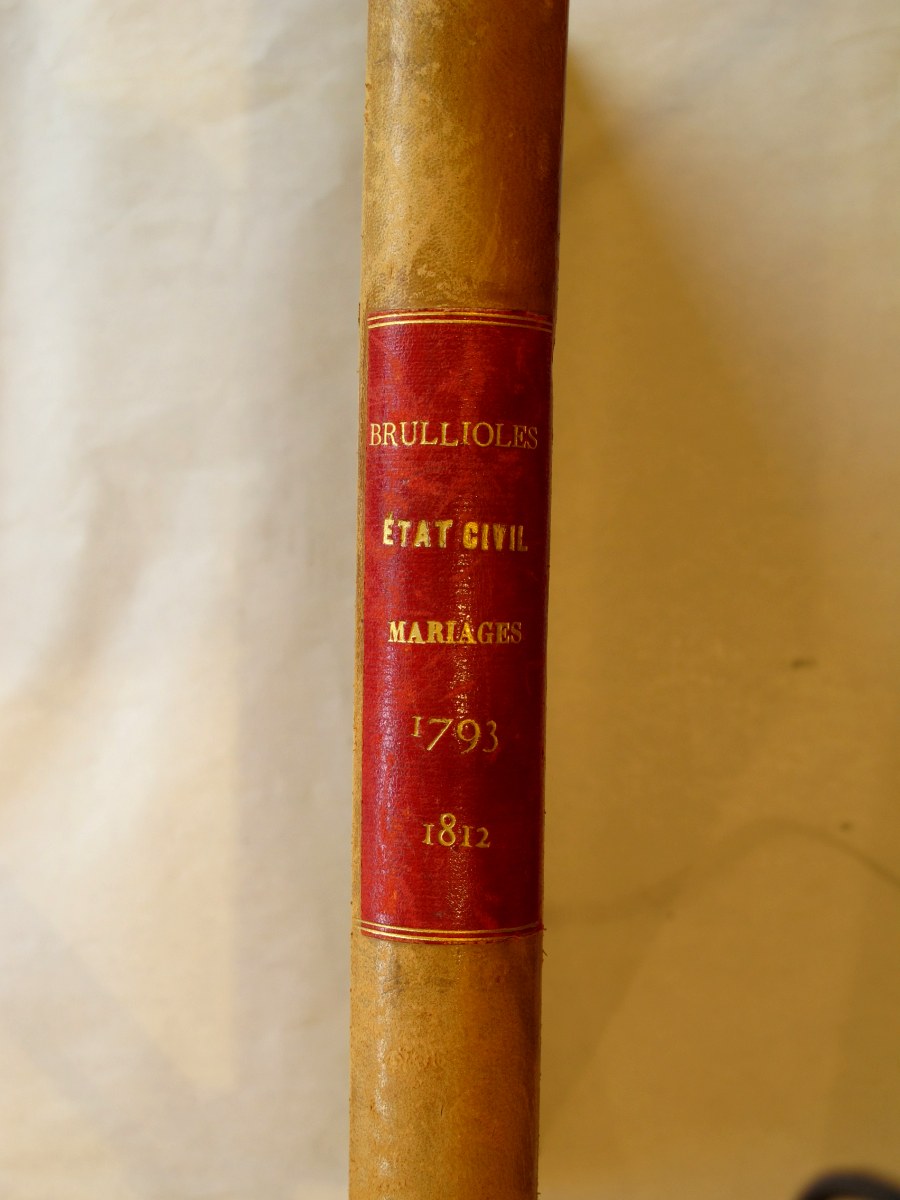 BRULLIOLES
ÉTAT CIVIL
MARIAGES
1793
1812